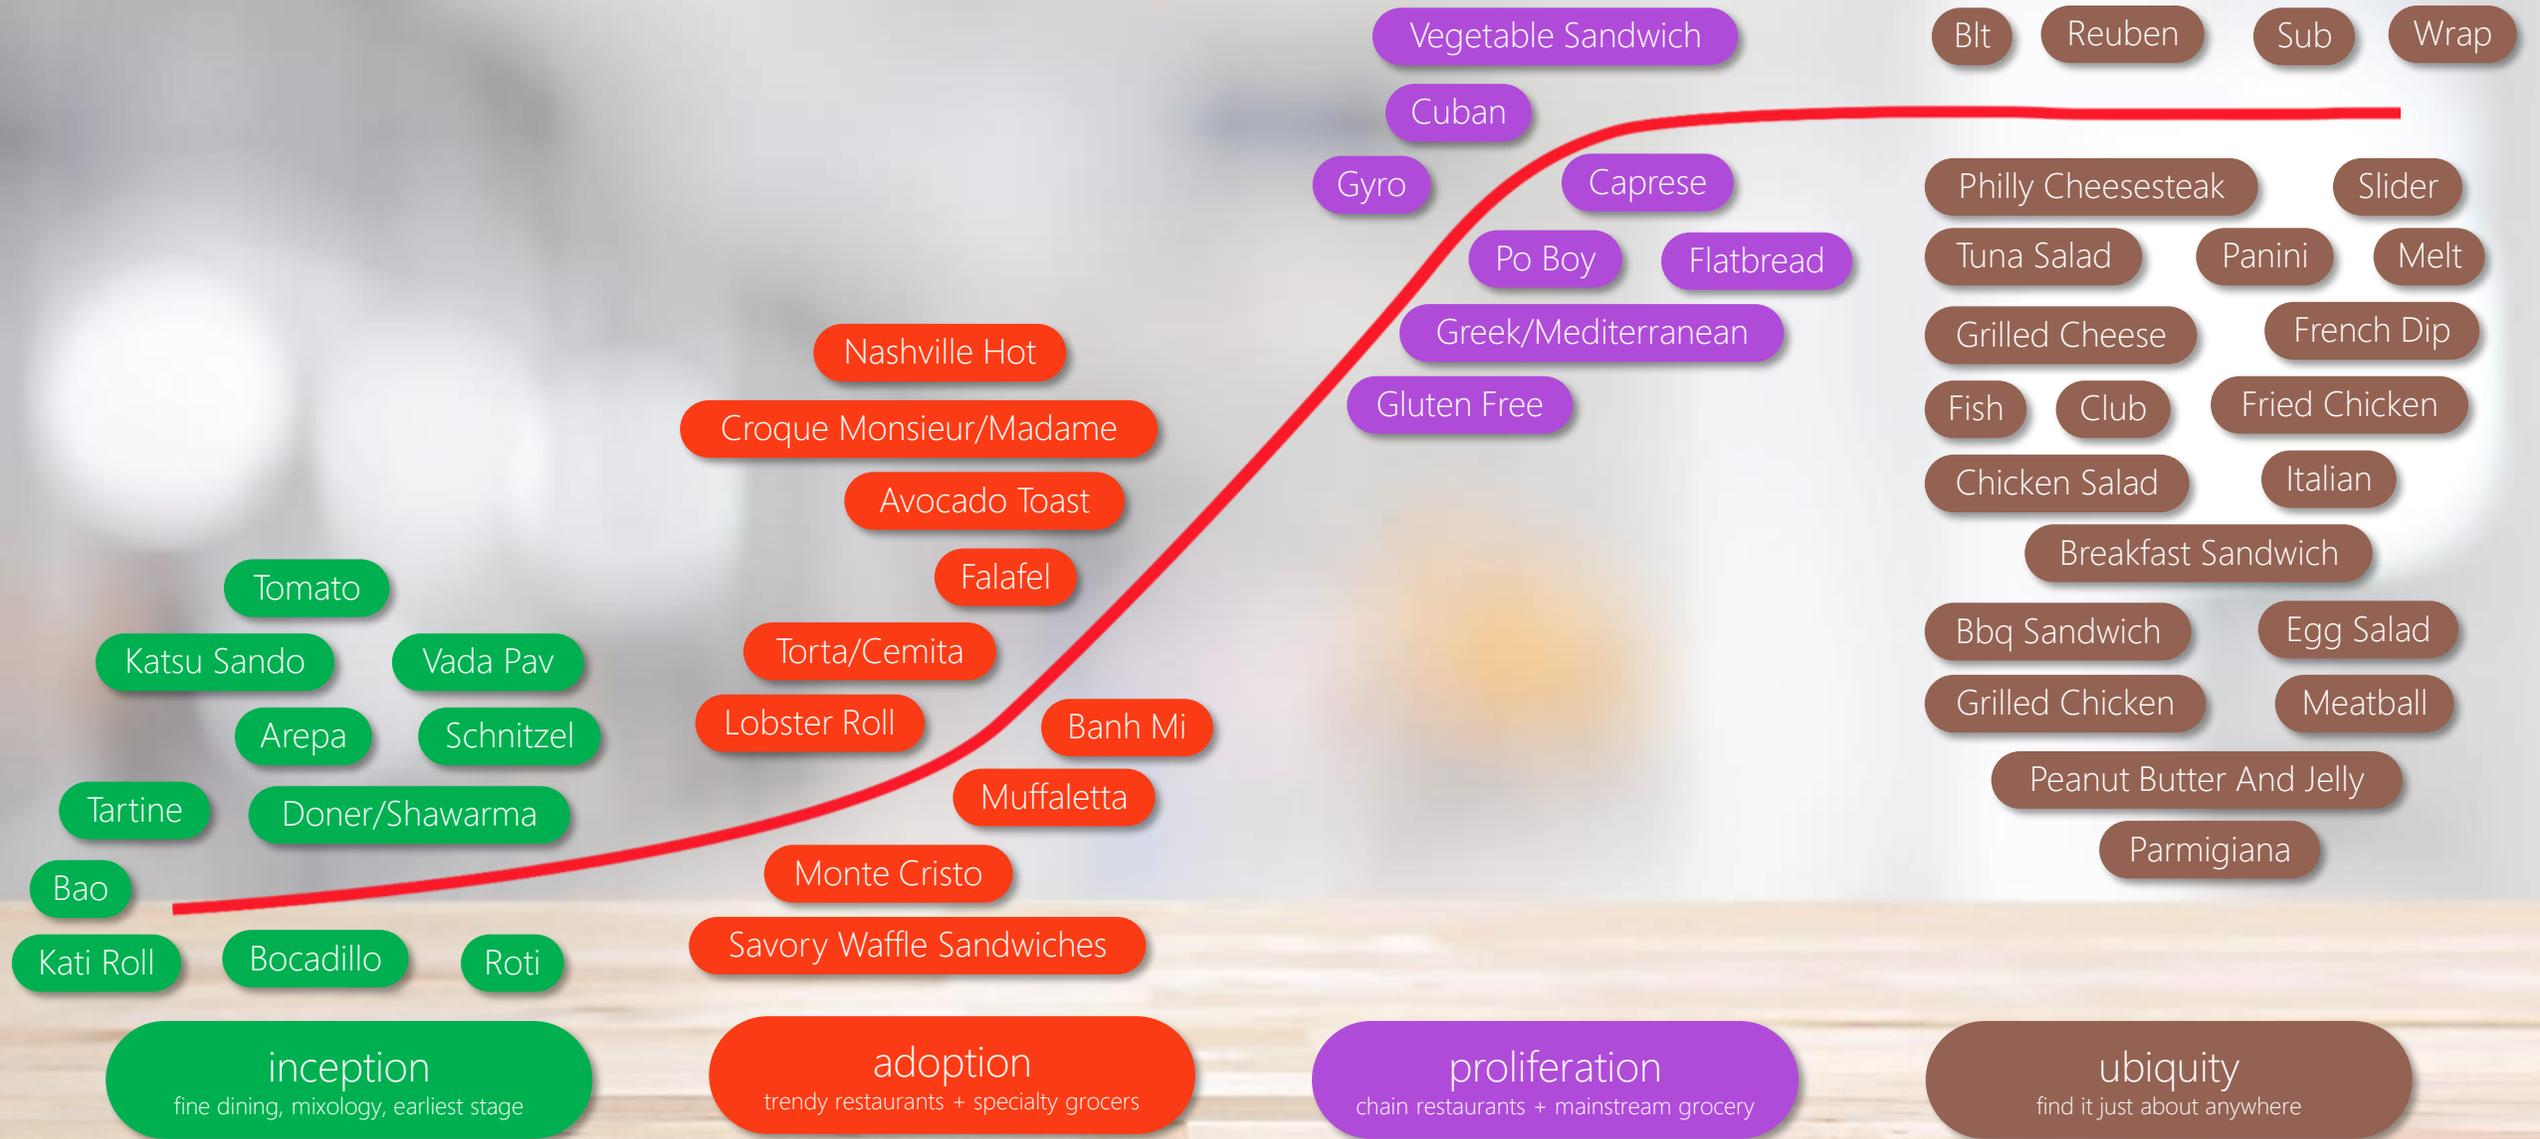 Vegetable Sandwich
Blt
Reuben
Sub
Wrap
Cuban
Gyro
Caprese
Philly Cheesesteak
Slider
Po Boy
Flatbread
Tuna Salad
Panini
Melt
Greek/Mediterranean
Grilled Cheese
French Dip
Nashville Hot
Croque Monsieur/Madame
Gluten Free
Fish
Club
Fried Chicken
Avocado Toast
Chicken Salad
Italian
Falafel
Breakfast Sandwich
Tomato
Katsu Sando
Vada Pav
Torta/Cemita
Bbq Sandwich
Egg Salad
Arepa
Schnitzel
Lobster Roll
Banh Mi
Grilled Chicken
Meatball
Tartine
Doner/Shawarma
Muffaletta
Peanut Butter And Jelly
Bao
Monte Cristo
Parmigiana
Kati Roll
Bocadillo
Roti
Savory Waffle Sandwiches
inception
fine dining, mixology, earliest stage
adoption
trendy restaurants + specialty grocers
proliferation
chain restaurants + mainstream grocery
ubiquity
find it just about anywhere